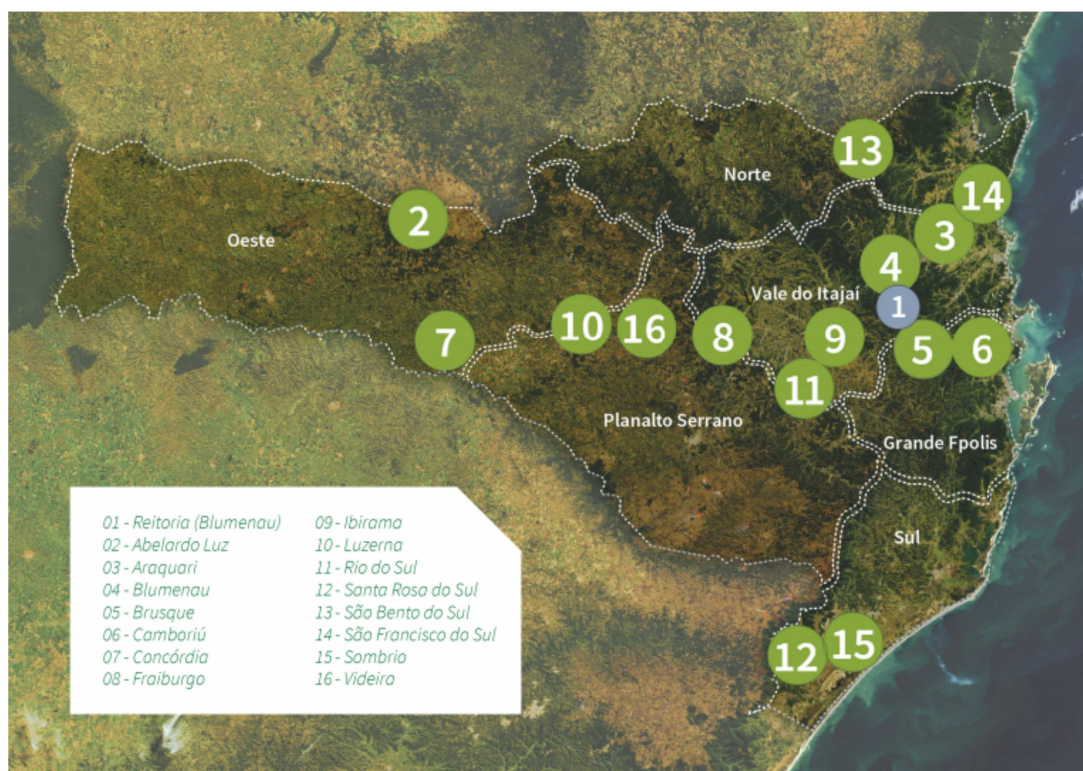 Norte
13
14
2
Oeste
3
4
Vale do Itajaí
1
7
10
16
8
9
5
6
11
Planalto Serrano
Grande Fpolis
Sul
12
15
01 - Reitoria (Blumenau)
02 - Abelardo Luz
03 - Araquari
04 - Blumenau
05 - Brusque
06 - Camboriú
07 - Concórdia
08 - Fraiburgo
09 - Ibirama
10 - Luzerna
11 - Rio do Sul
12 - Santa Rosa do Sul
13 - São Bento do Sul
14 - São Francisco do Sul
15 - Sombrio
16 - Videira